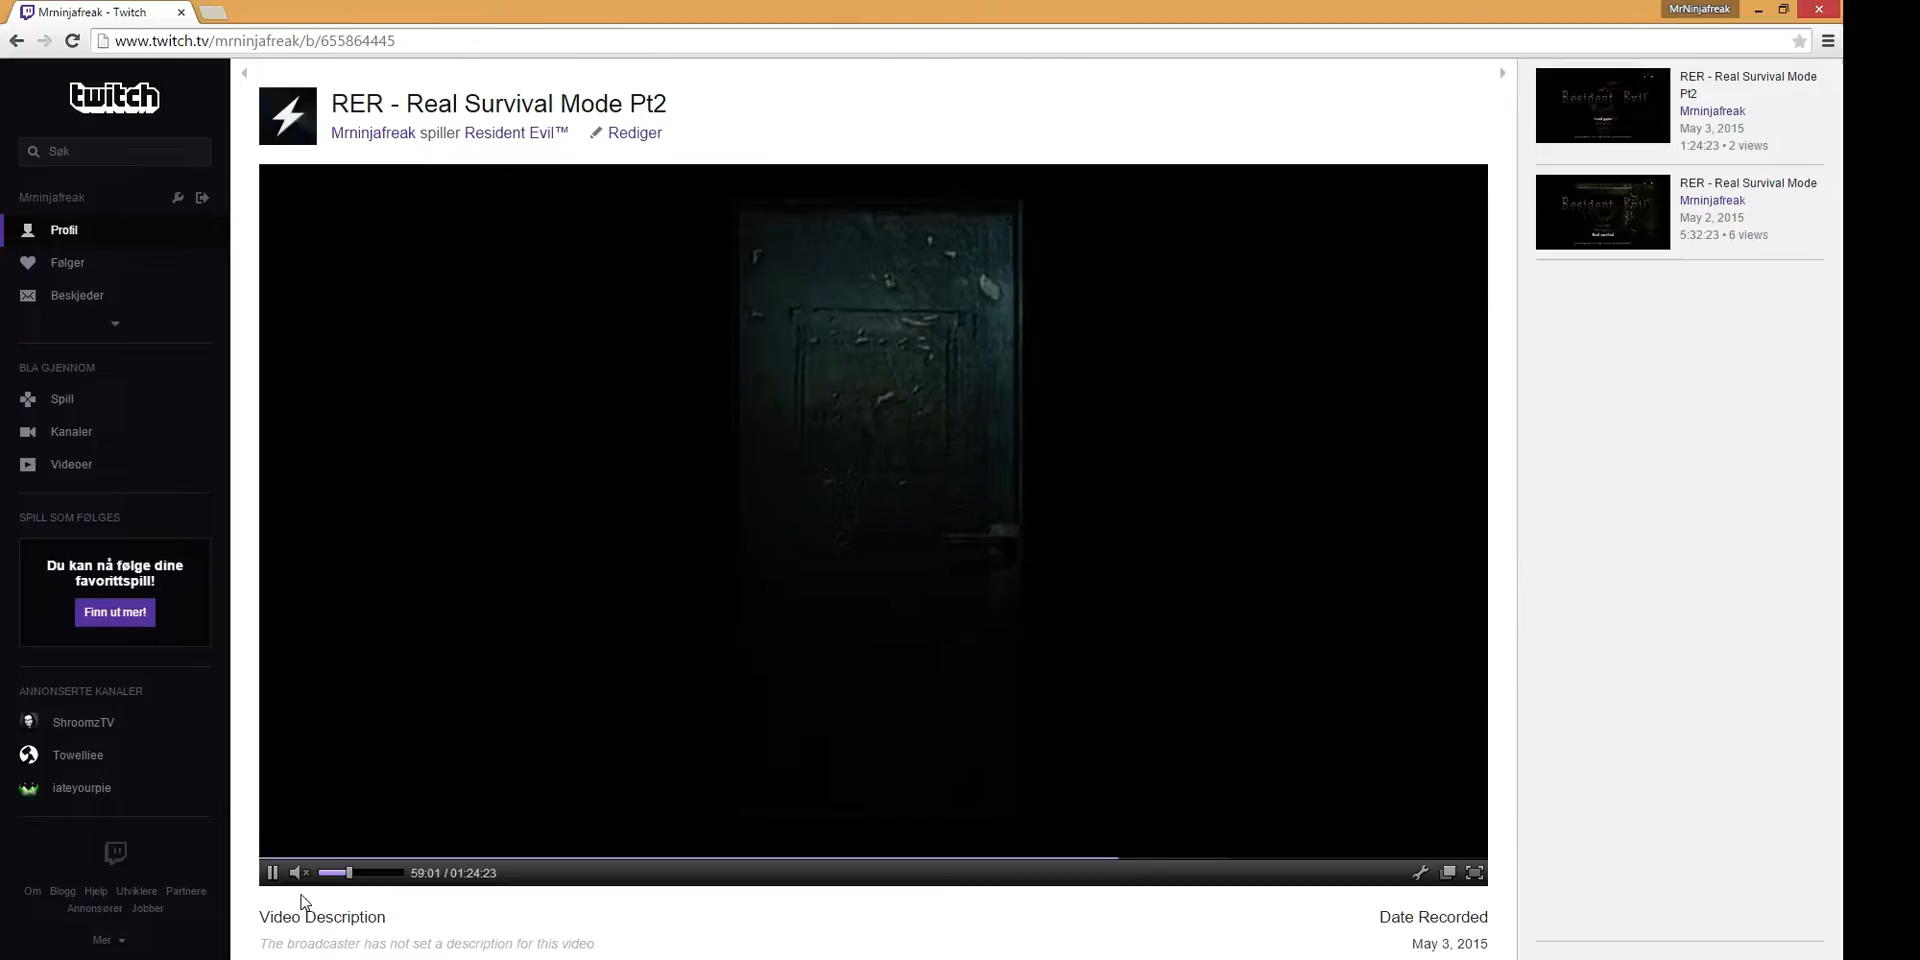 Mrninjafreak - Twitch
MrNinjafreak
www.twitch.tv/mrninjafreak/b/655864445
twitch
Søk
Mrninjafreak
Profil
Følger
Beskjeder
BLA GJENNOM
Spill
Kanaler
Videoer
SPILL SOM FØLGES
Du kan nå følge dine
favorittspill!
Finn ut mer!
ANNONSERTE KANALER
ShroomzTV
Towelliee
iateyourpie
Om Blogg Hjelp Utviklere Partnere
Annonsører Jobber
Mer
RER - Real Survival Mode Pt2
Mrninjafreak spiller Resident Evil™ Rediger
59:01 / 01:24:23
Video Description
The broadcaster has not set a description for this video
Date Recorded
May 3, 2015
Resident Evil
RER - Real Survival Mode
Pt2
Mrninjafreak
May 3, 2015
1:24:23 • 2 views
Resident Evil
RER - Real Survival Mode
Mrninjafreak
May 2, 2015
5:32:23 • 6 views